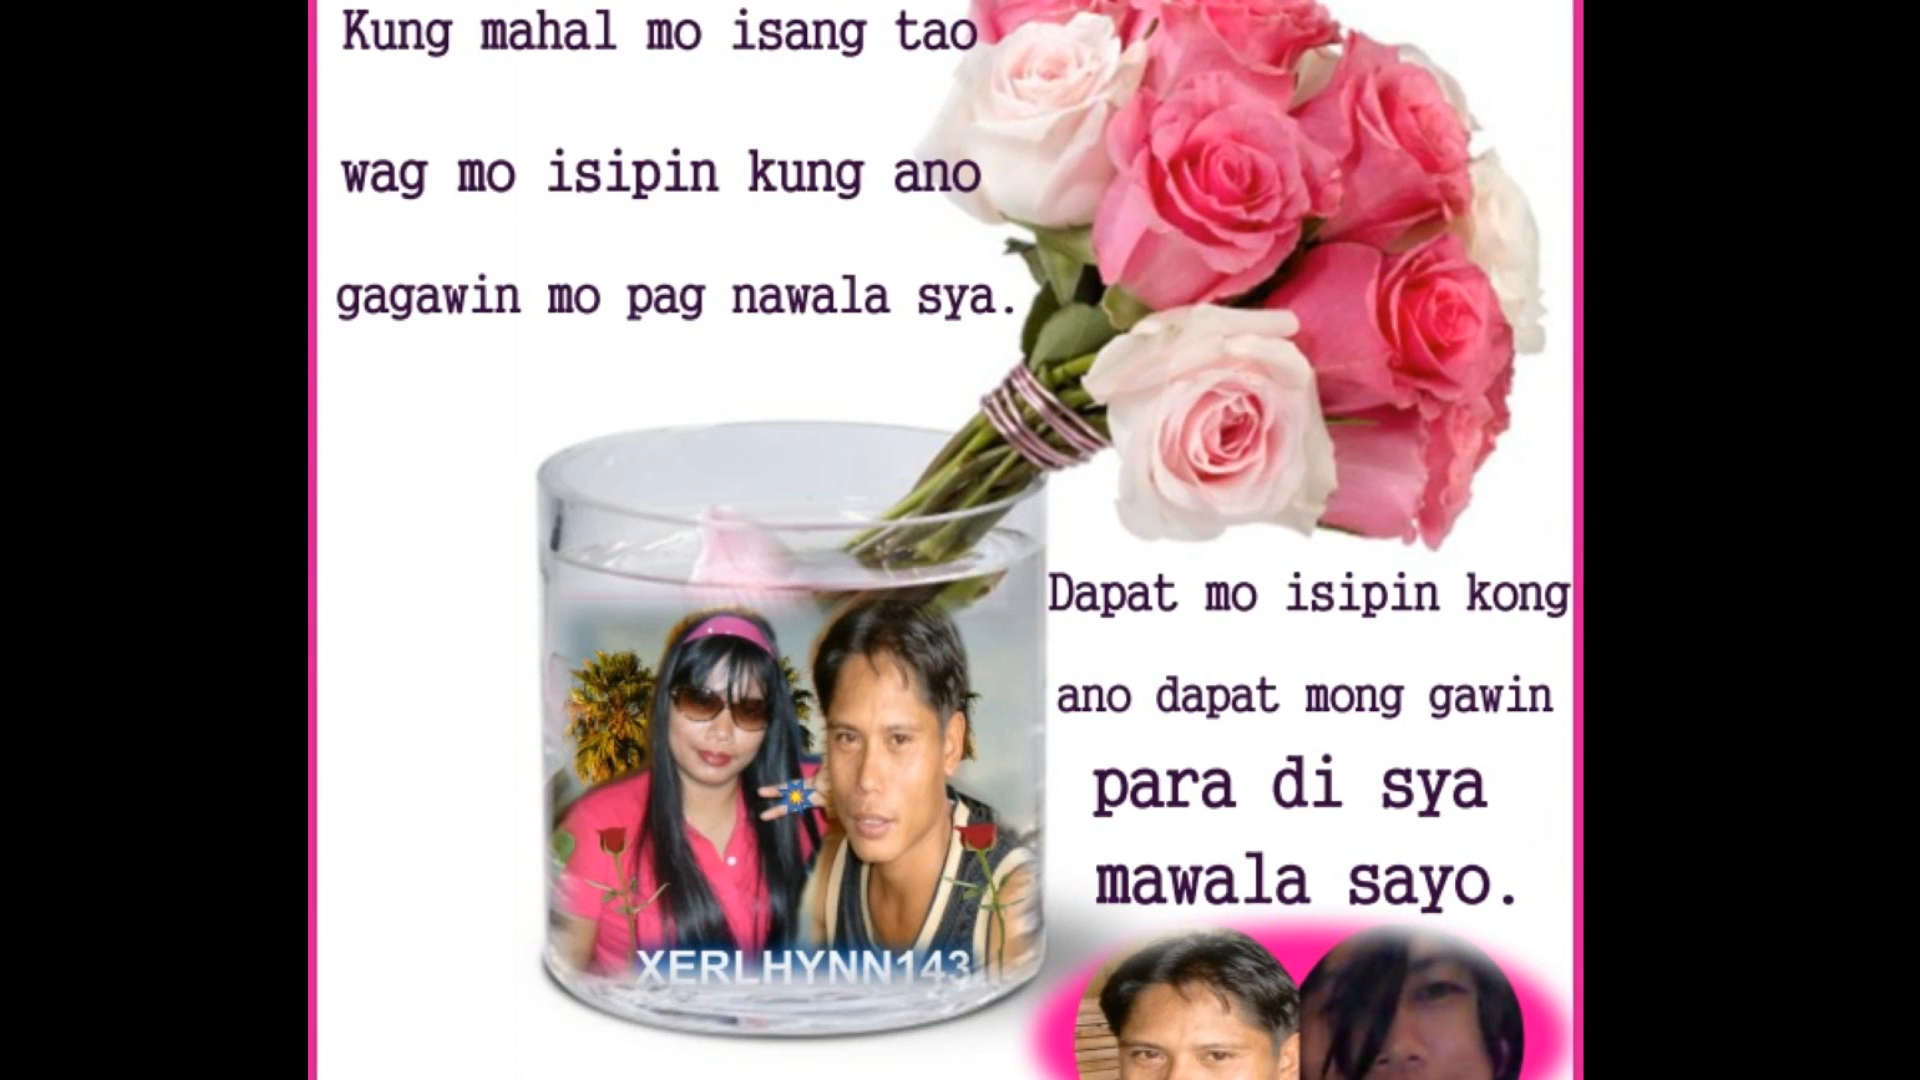 Kung mahal mo isang tao
wag mo isipin kung ano
gagawin mo pag nawala sya.
Dapat mo isipin kong
ano dapat mong gawin
para di sya
mawala sayo.
XERLHYNN143